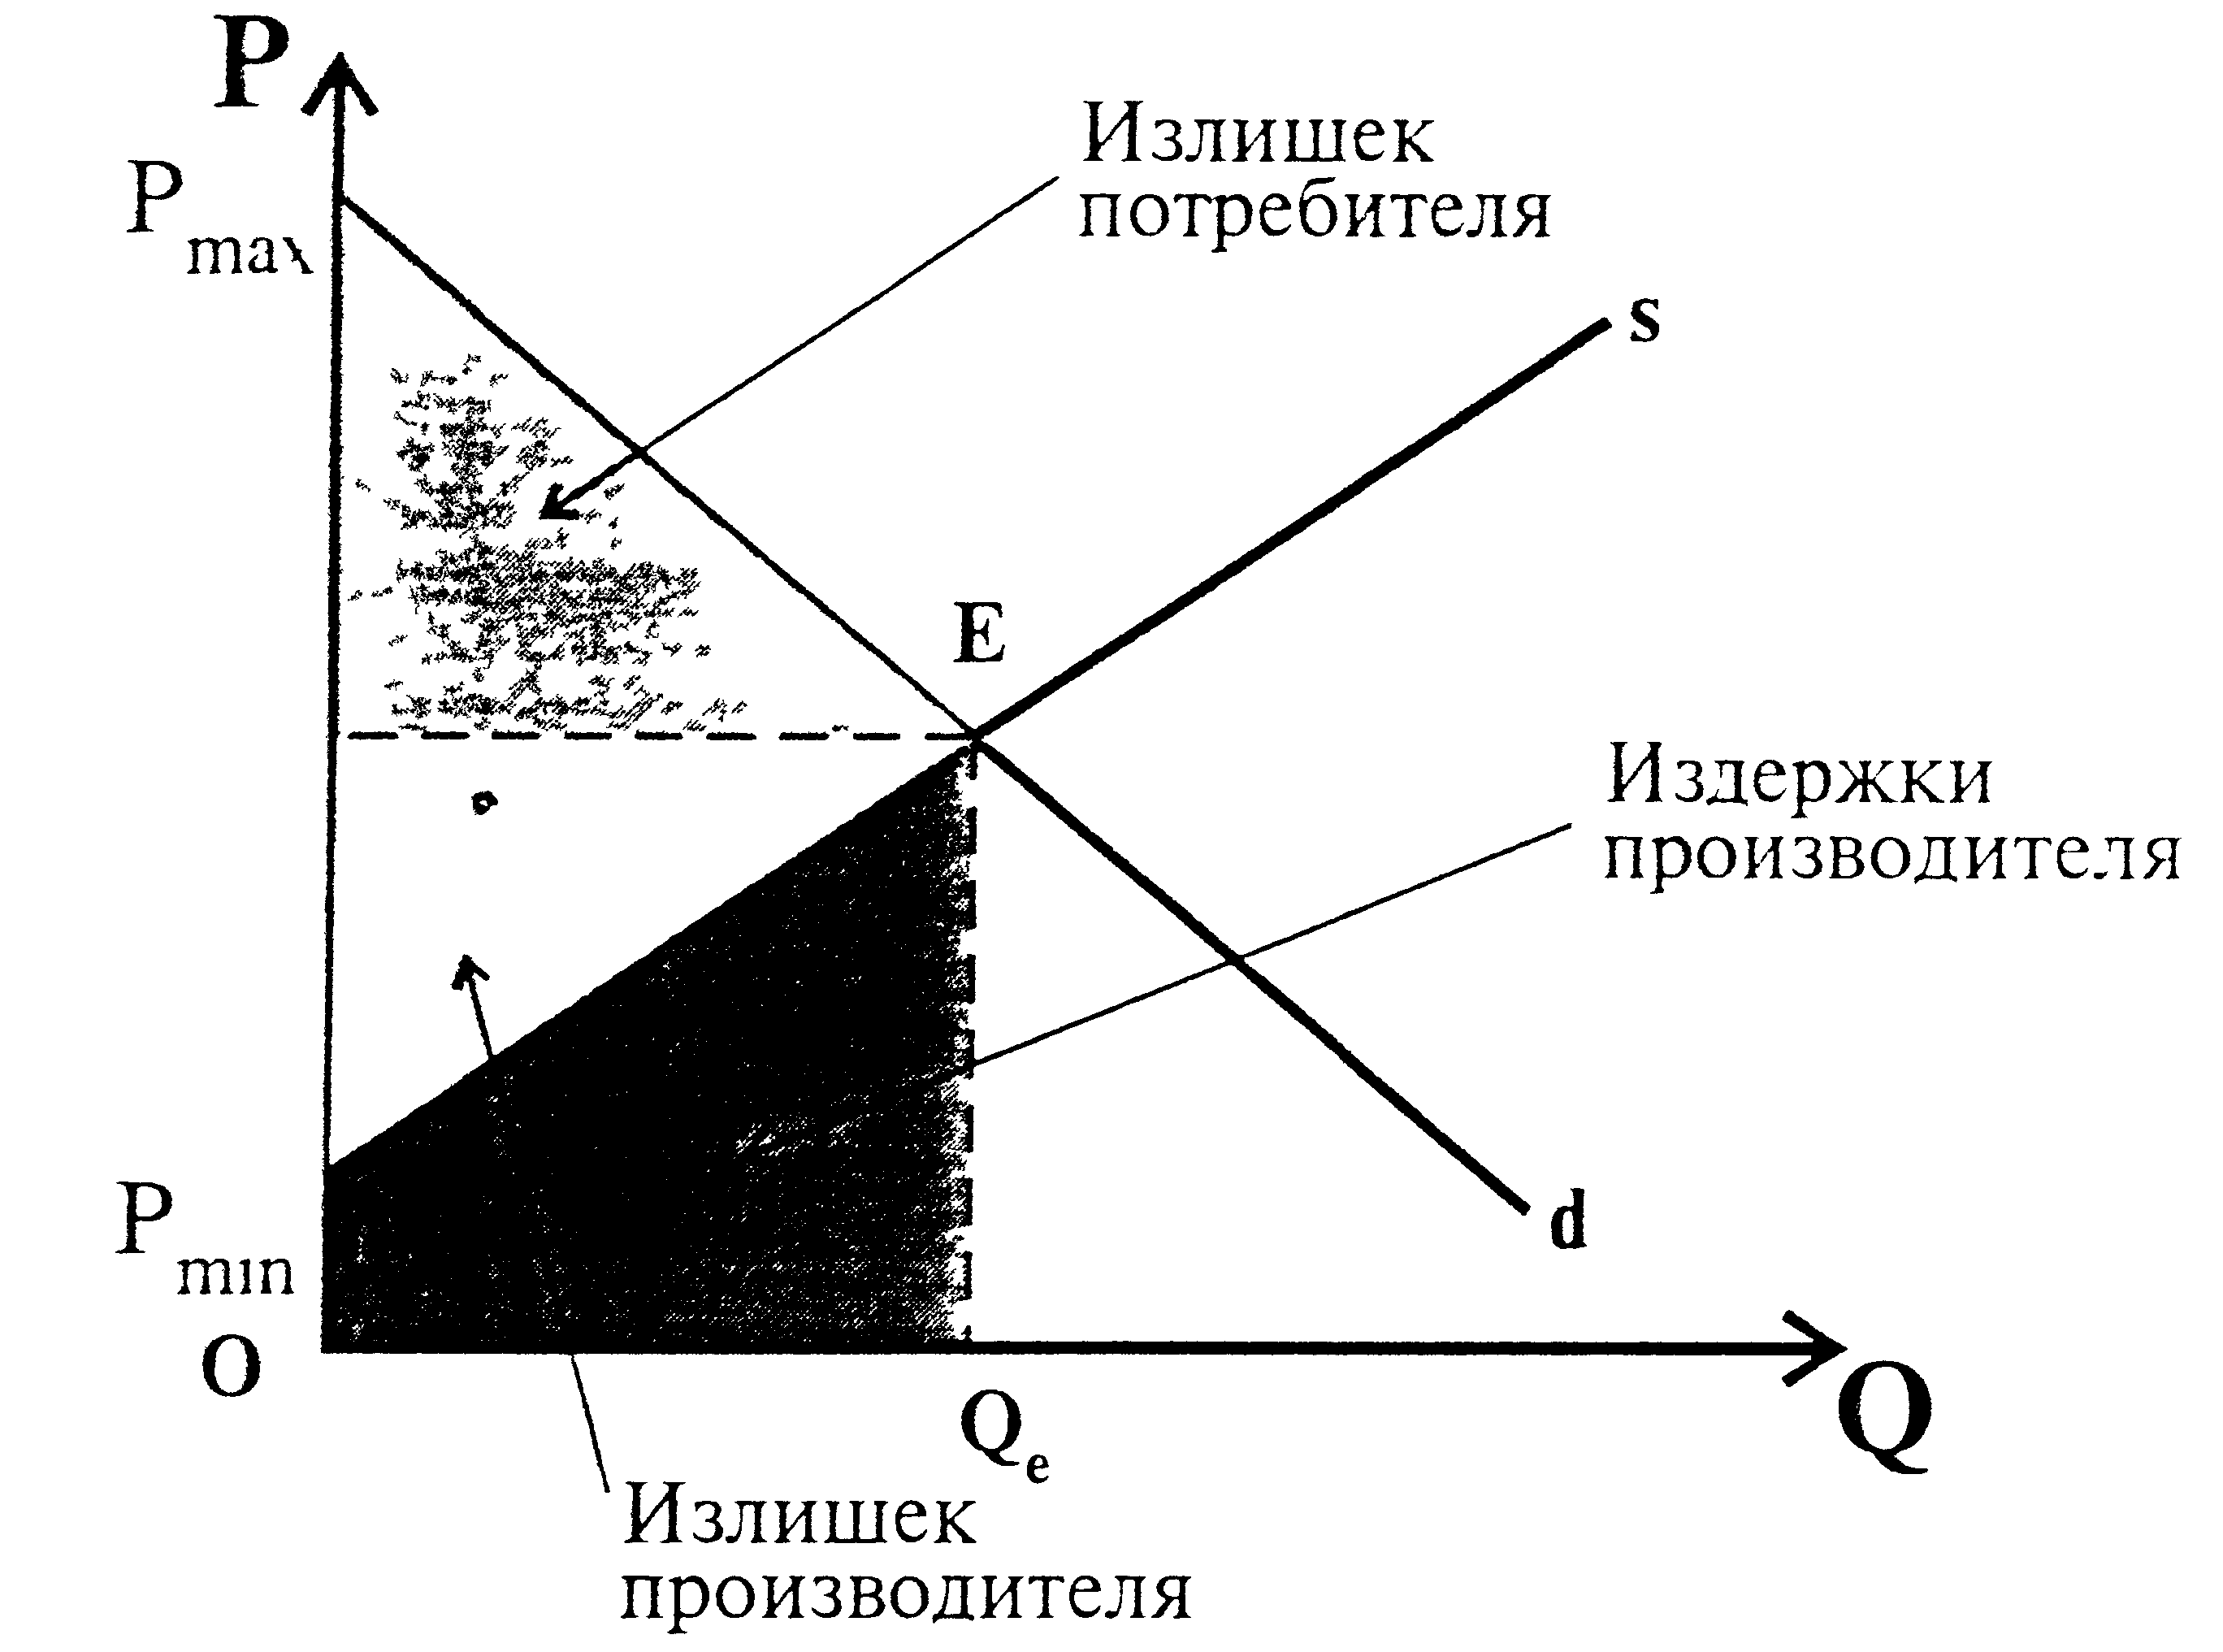 P
P max
Излишек
потребителя
s
E
Издержки
производителя
P min
d
O
Q
Q e
Излишек
производителя